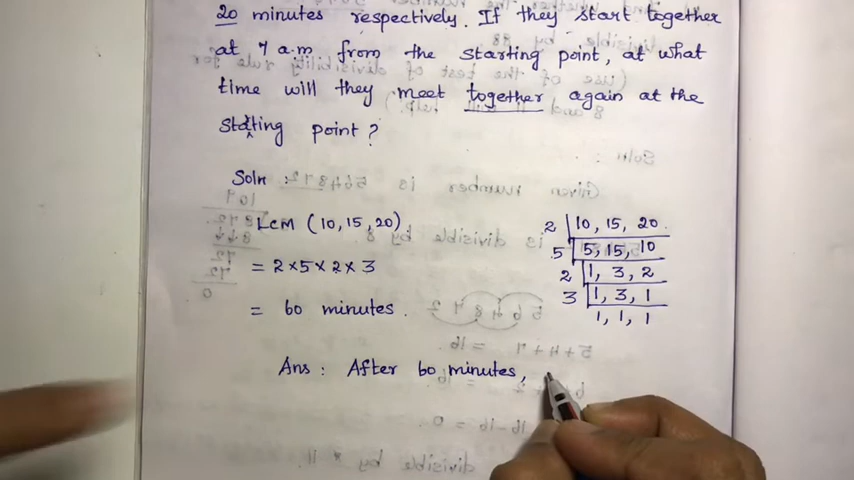 20 minutes respectively. If they start together
at 7 a.m from the starting point, at what
time will they meet together again at the
starting point?
Soln :
LCM (10, 15, 20)
= 2 × 5 × 2 × 3
= 60 minutes.
2 | 10, 15, 20
5 | 5, 15, 10
2 | 1, 3, 2
3 | 1, 3, 1
1, 1, 1
Ans : After 60 minutes,